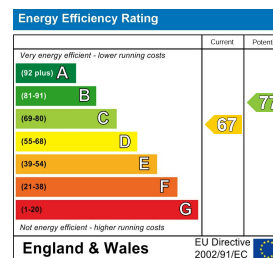 Energy Efficiency Rating
Current
Very energy efficient - lower running costs
(92 plus) A
(81-91) B
(69-80) C
(55-68) D
(39-54) E
(21-38) F
(1-20) G
67
77
Not energy efficient - higher running costs
England & Wales
EU Directive
2002/91/EC